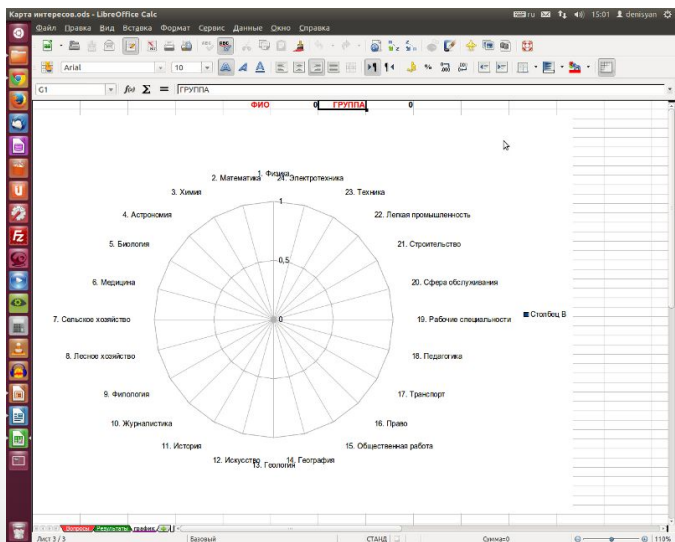 Карта интересов.ods - LibreOffice Calc
ru 15:01 denisyan
Файл Правка Вид Вставка Формат Сервис Данные Окно Справка
Arial 10
G1 f(x) Σ = ГРУППА
ФИО 0 ГРУППА 0
1. Физика
2. Математика 24. Электротехника
3. Химия 23. Техника
1
4. Астрономия 22. Легкая промышленность
5. Биология 21. Строительство
0,5
6. Медицина 20. Сфера обслуживания
7. Сельское хозяйство 0 19. Рабочие специальности Столбец B
8. Лесное хозяйство 18. Педагогика
9. Филология 17. Транспорт
10. Журналистика 16. Право
11. История 15. Общественная работа
12. Искусство 14. География
13. Геология
Вопросы Результаты график
Лист 3 / 3 Базовый СТАНД Сумма=0 110%